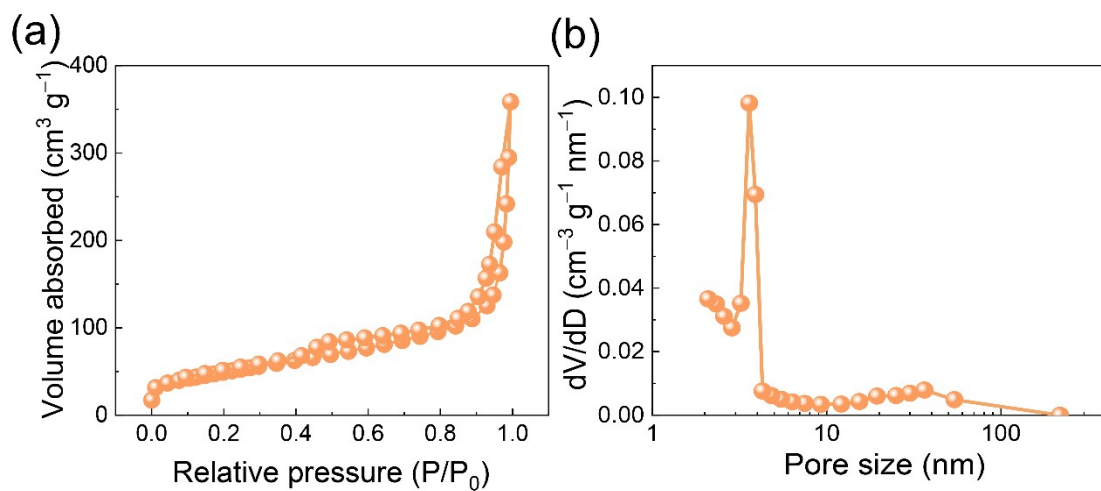 (a)
Volume absorbed (cm³ g⁻¹)
400
300
200
100
0
0.0 0.2 0.4 0.6 0.8 1.0
Relative pressure (P/P₀)
(b)
dV/dD (cm⁻³ g⁻¹ nm⁻¹)
0.10
0.08
0.06
0.04
0.02
0.00
1 10 100
Pore size (nm)